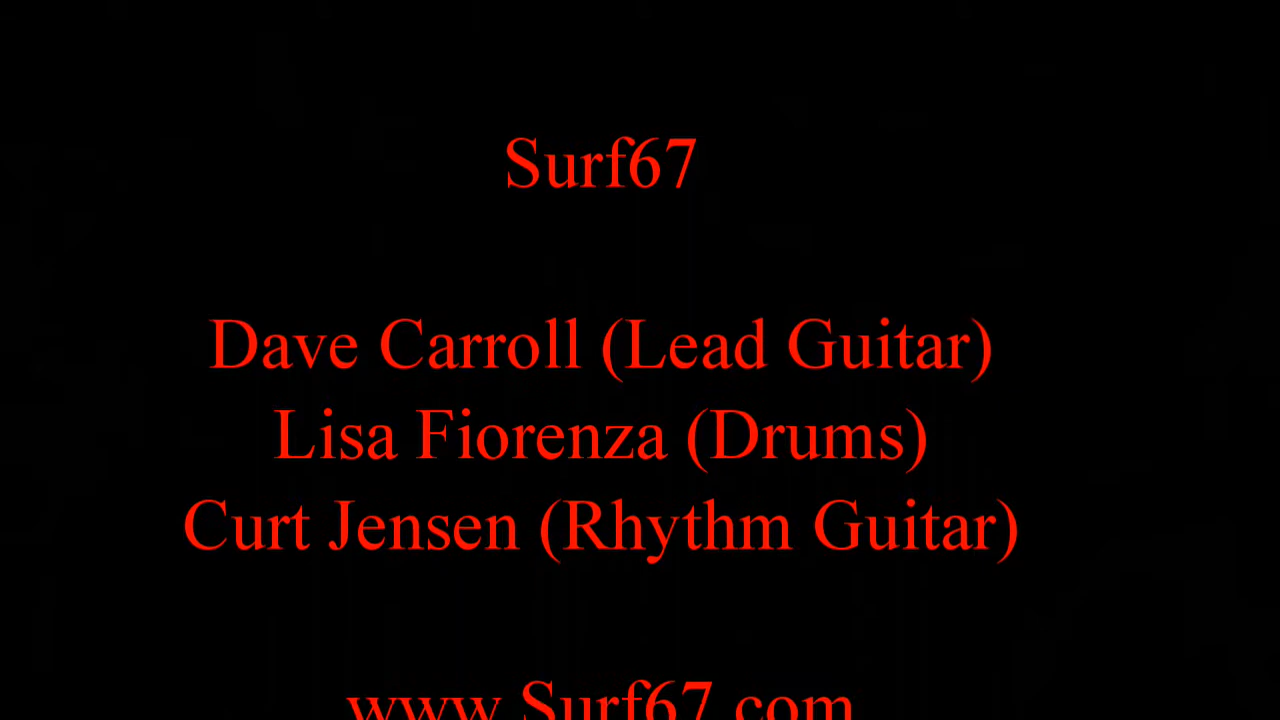 Surf67
Dave Carroll (Lead Guitar)
Lisa Fiorenza (Drums)
Curt Jensen (Rhythm Guitar)
www.Surf67.com